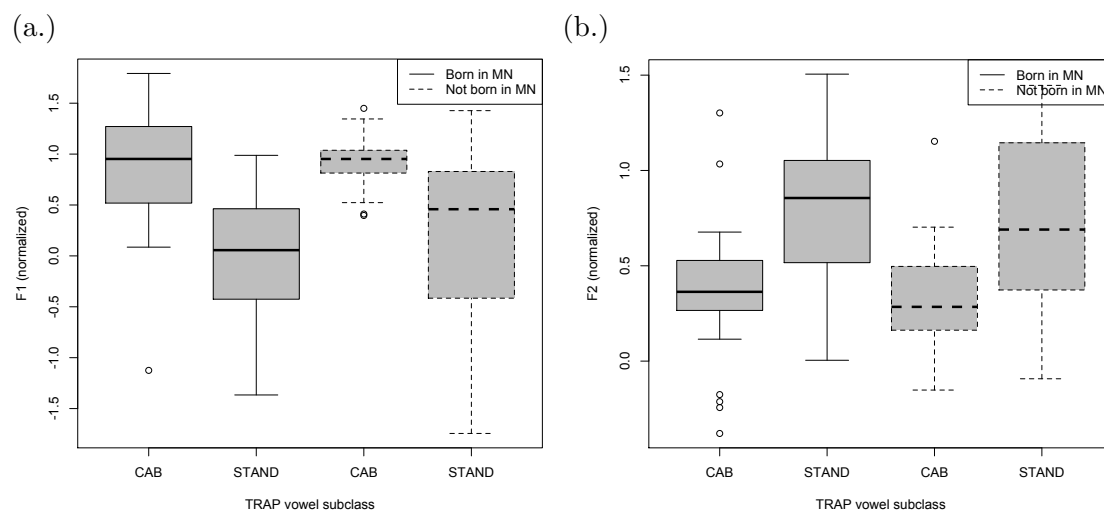 (a.)
Born in MN
Not born in MN
1.5
1.0
0.5
0.0
-0.5
-1.0
-1.5
F1 (normalized)
CAB STAND CAB STAND
TRAP vowel subclass
(b.)
Born in MN
Not born in MN
1.5
1.0
0.5
0.0
F2 (normalized)
CAB STAND CAB STAND
TRAP vowel subclass